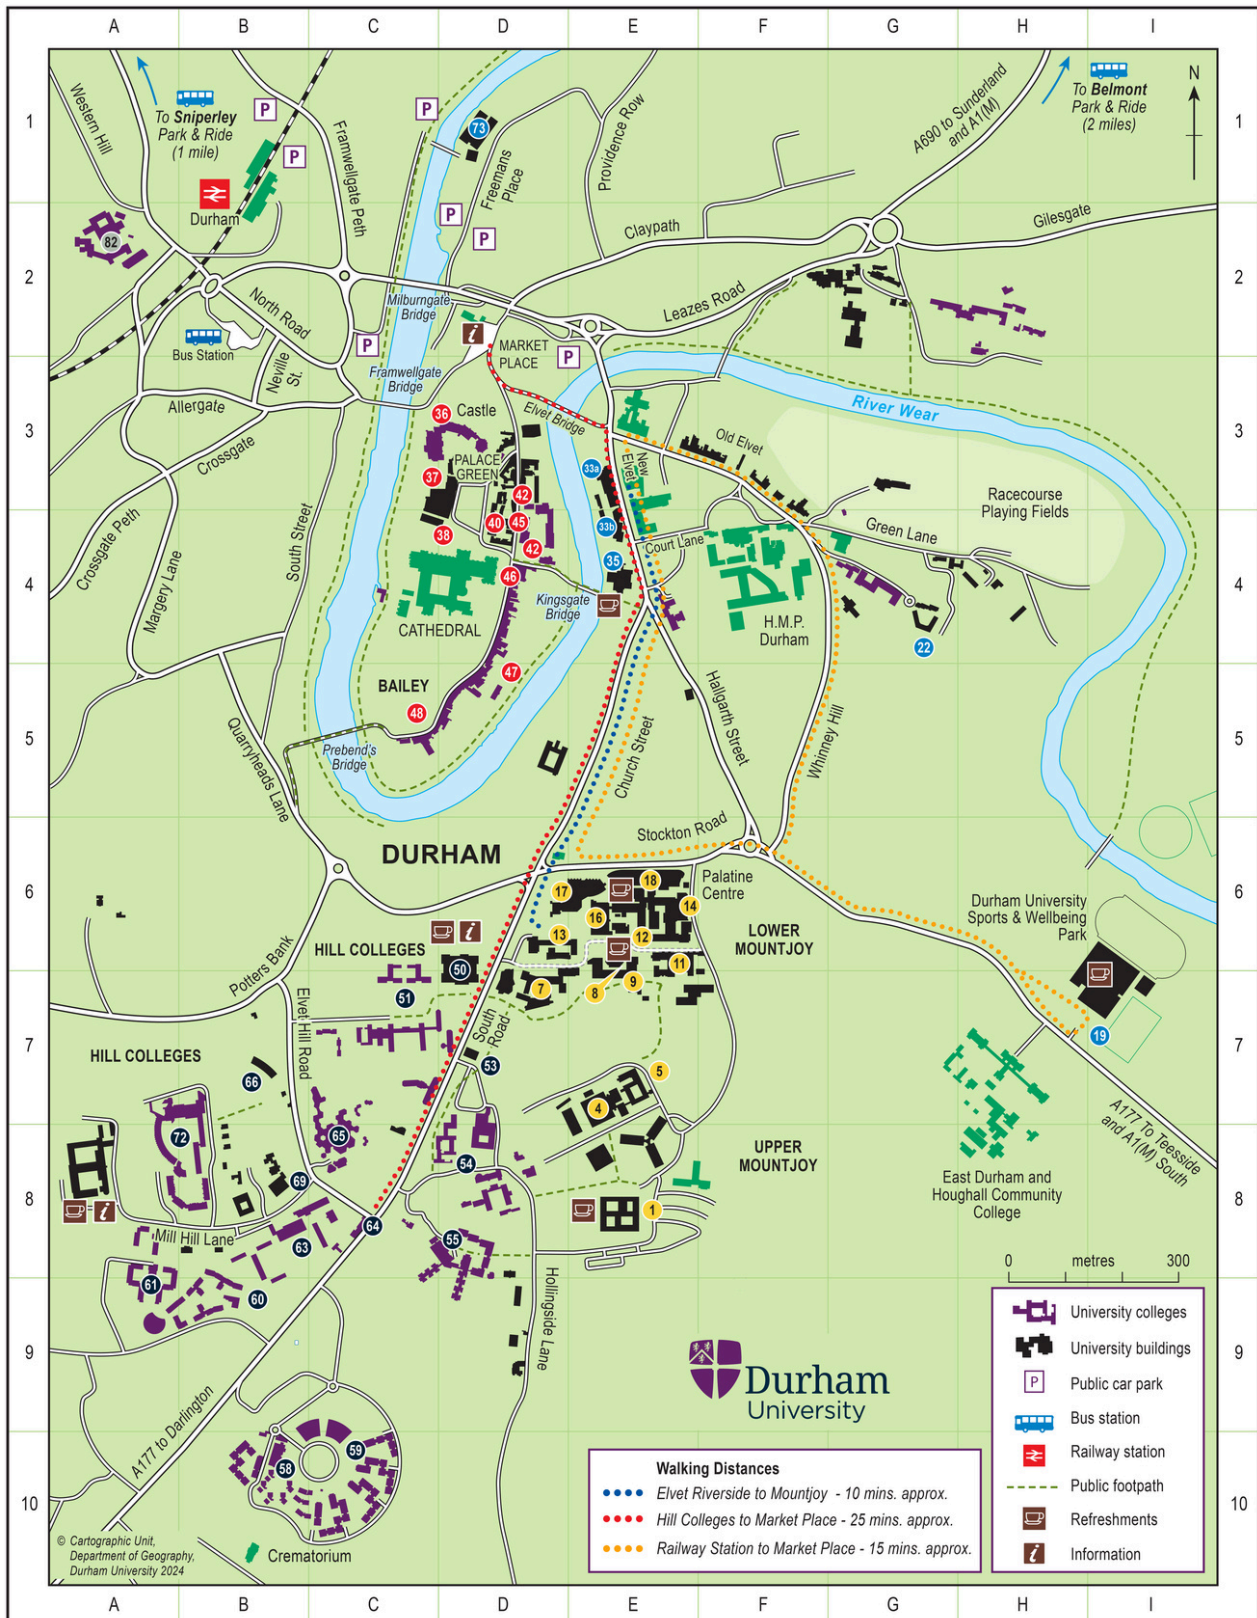 A B C D E F G H I
1
Western Hill
To Sniperley
Park & Ride
(1 mile)
P
P
P
Framwellgate Peth
73
Freemans
Place
Providence Row
A690 to Sunderland
and A1(M)
To Belmont
Park & Ride
(2 miles)
N
1
Durham
P
P
82
Claypath
Gilesgate
2
2
North Road
Milburngate
Bridge
Leazes Road
Bus Station
P
i
MARKET
PLACE
P
Neville
St.
Framwellgate
Bridge
Allergate
River Wear
3
3
36
Castle
Elvet Bridge
Old Elvet
Crossgate
PALACE
GREEN
33a
New
Elvet
37
42
Racecourse
Playing Fields
South Street
40
45
33b
Green Lane
Crossgate Peth
38
42
Court Lane
35
Margery Lane
46
4
4
Kingsgate
Bridge
CATHEDRAL
H.M.P.
Durham
22
47
BAILEY
Hallgarth Street
48
5
5
Quarryheads Lane
Prebend's
Bridge
Church Street
Whinney Hill
Stockton Road
DURHAM
Palatine
Centre
6
6
17
18
14
Durham University
Sports & Wellbeing
Park
16
LOWER
MOUNTJOY
13
12
HILL COLLEGES
i
Potters Bank
50
11
51
7
8
9
Elvet Hill Road
South
Road
19
7
7
HILL COLLEGES
53
5
66
4
A177 To Teesside
and A1(M) South
72
65
UPPER
MOUNTJOY
54
East Durham and
Houghall Community
College
69
8
8
i
1
64
Mill Hill Lane
63
55
0 metres 300
61
60
Hollingside Lane
University colleges
University buildings
9
9
P Public car park
Durham
University
Bus station
A177 to Darlington
Railway station
59
58
Walking Distances
Public footpath
Elvet Riverside to Mountjoy - 10 mins. approx.
10
10
Hill Colleges to Market Place - 25 mins. approx.
Refreshments
Railway Station to Market Place - 15 mins. approx.
i Information
© Cartographic Unit,
Department of Geography,
Durham University 2024
Crematorium
A B C D E F G H I